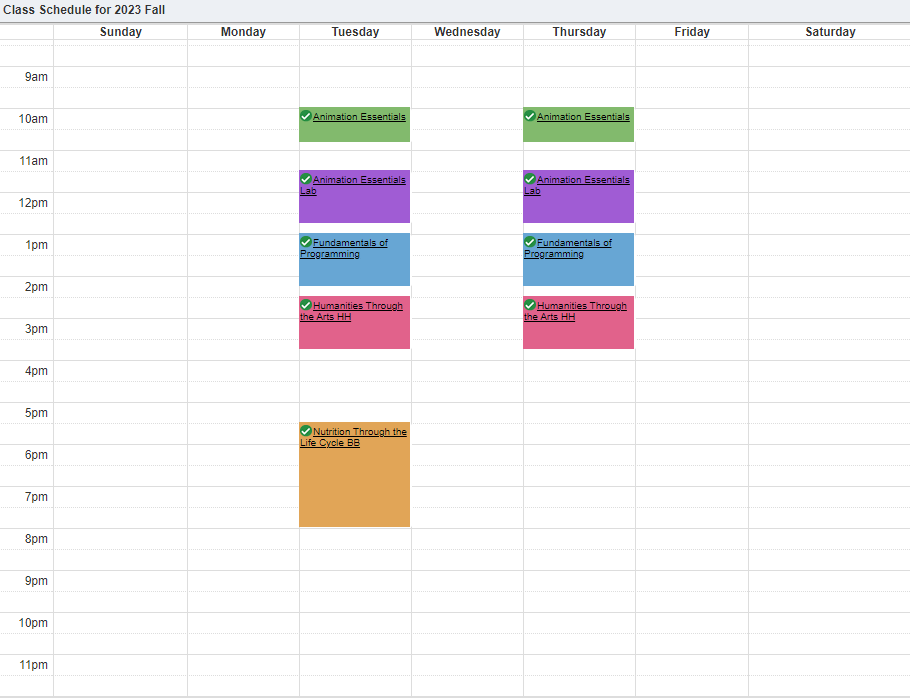 Class Schedule for 2023 Fall
Sunday Monday Tuesday Wednesday Thursday Friday Saturday
9am
10am
Animation Essentials
Animation Essentials
11am
Animation Essentials
Lab
Animation Essentials
Lab
12pm
1pm
Fundamentals of
Programming
Fundamentals of
Programming
2pm
Humanities Through
the Arts HH
Humanities Through
the Arts HH
3pm
4pm
5pm
Nutrition Through the
Life Cycle BB
6pm
7pm
8pm
9pm
10pm
11pm